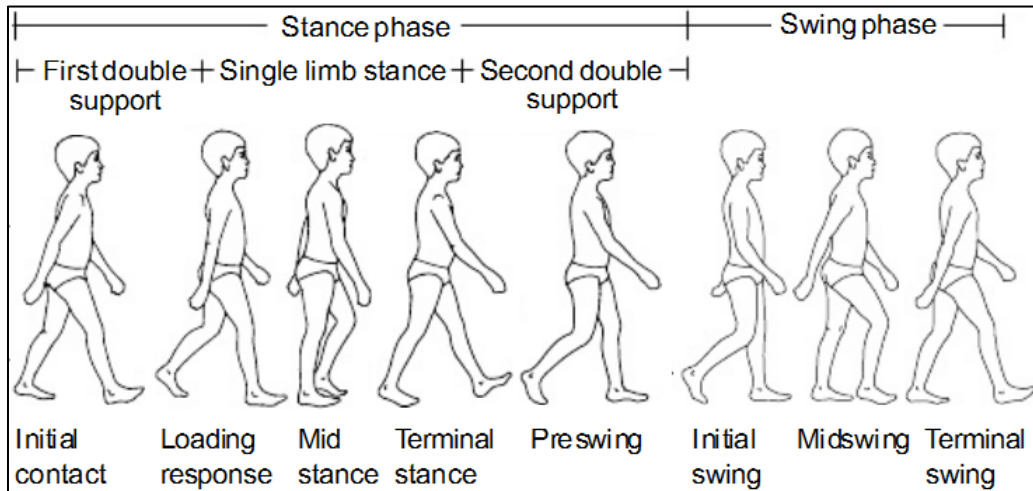 Stance phase
Swing phase
First double support
Single limb stance
Second double support
Initial contact
Loading response
Mid stance
Terminal stance
Preswing
Initial swing
Midswing
Terminal swing